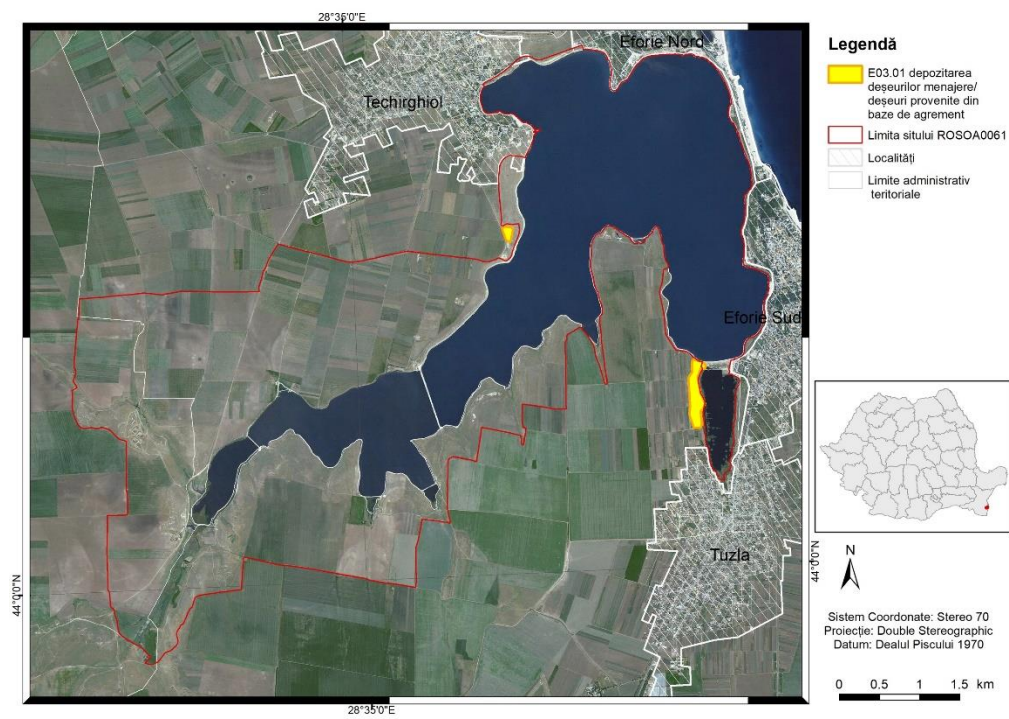 28°35'0"E
Eforie Nord
Techirghiol
Eforie Sud
Tuzla
44°0'0"N
44°0'0"N
28°35'0"E
Legendă
E03.01 depozitarea
deșeurilor menajere/
deșeuri provenite din
baze de agrement
Limita sitului ROSOA0061
Localități
Limite administrativ
teritoriale
N
Sistem Coordonate: Stereo 70
Proiecție: Double Stereographic
Datum: Dealul Piscului 1970
0 0.5 1 1.5 km